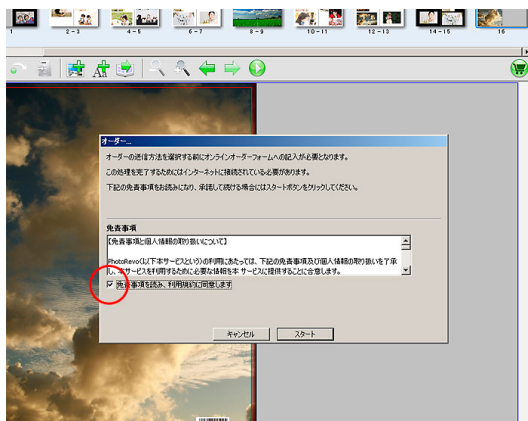 1
2-3
4-5
6-7
8-9
10-11
12-13
14-15
16
オーダー...
オーダーの送信方法を選択する前にオンラインオーダーフォームへの記入が必要となります。
この処理を完了するためにはインターネットに接続されている必要があります。
下記の免責事項をお読みになり、承諾して続ける場合にはスタートボタンをクリックしてください。
免責事項
【免責事項と個人情報の取り扱いについて】
PhotoRevo(以下本サービスという)の利用にあたっては、下記の免責事項及び個人情報の取り扱いを了承
し、本サービスを利用するために必要な情報を本 サービスに提供することに合意します。
免責事項を読み、利用規約に同意します
キャンセル
スタート